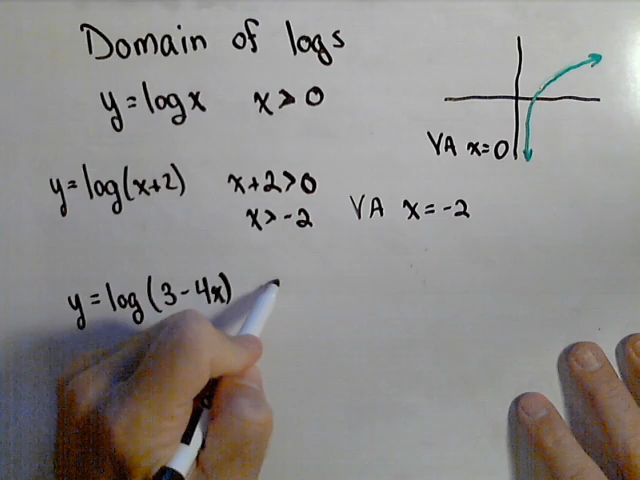 Domain of logs
y = log x x > 0
VA x = 0
y = log(x+2) x+2 > 0
x > -2 VA x = -2
y = log(3-4x)